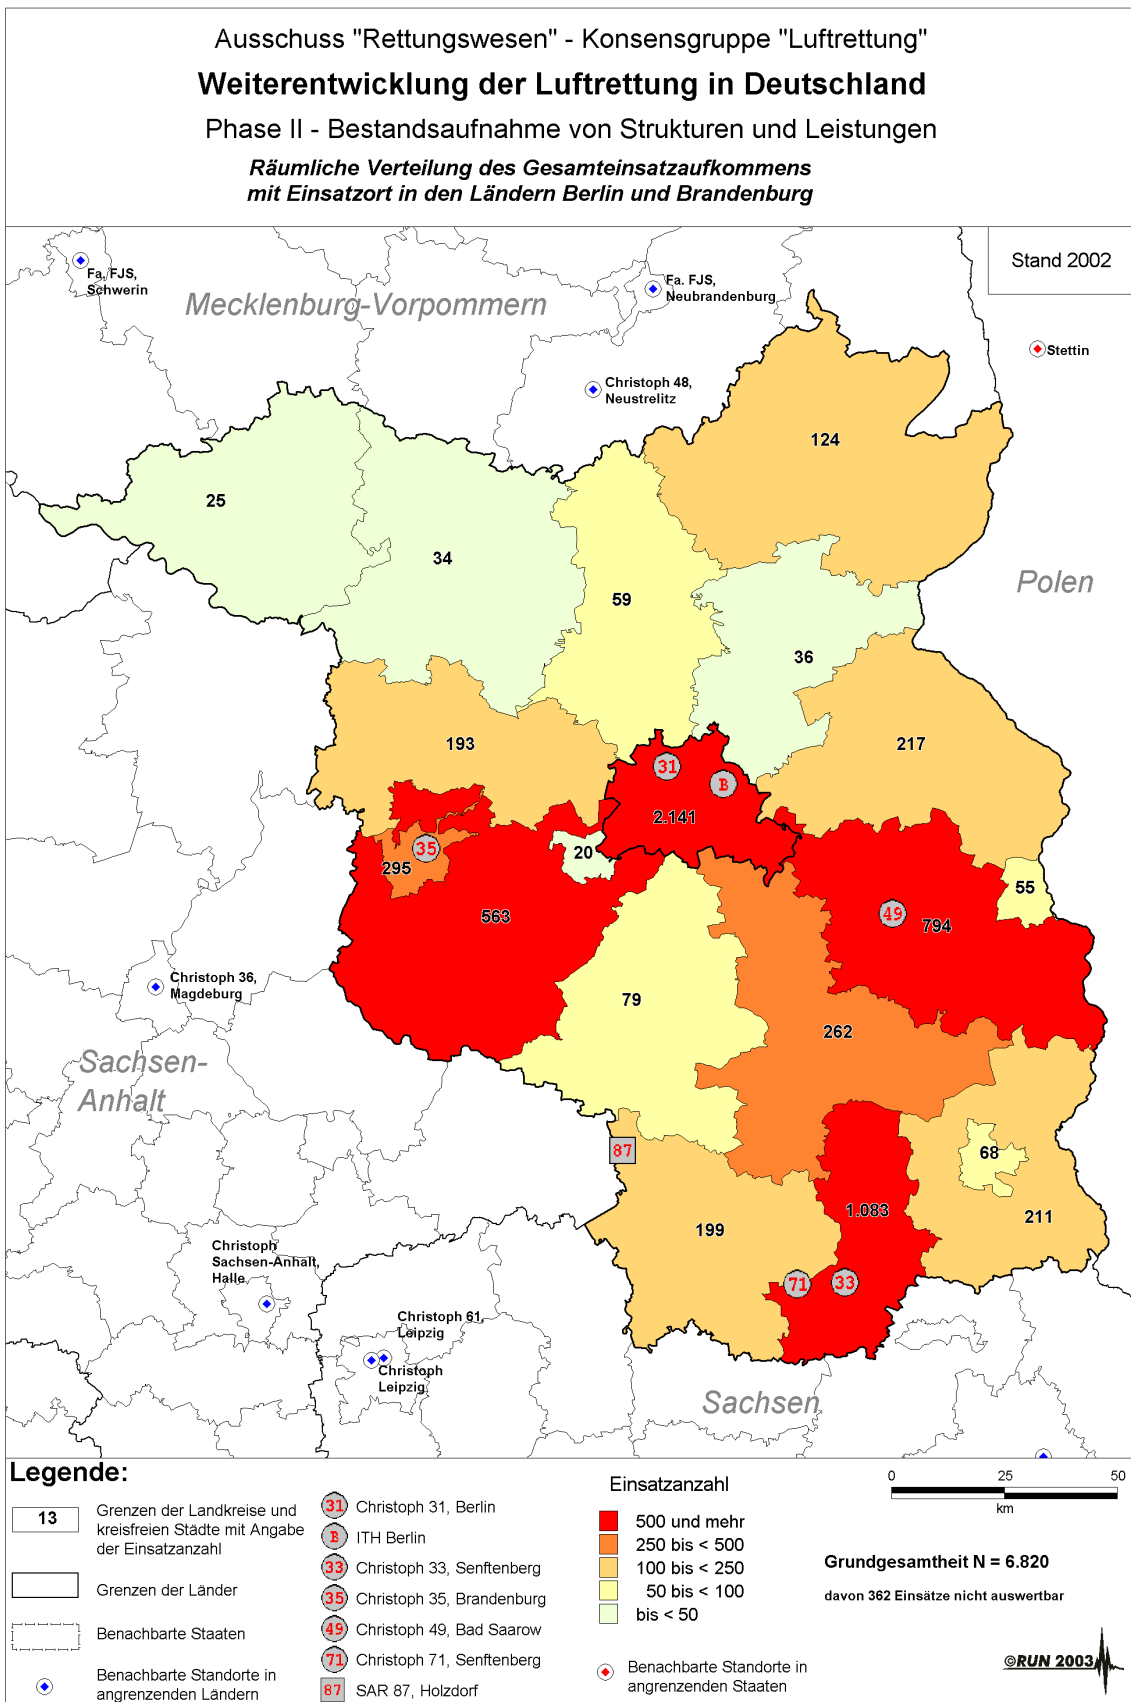 Ausschuss "Rettungswesen" - Konsensgruppe "Luftrettung"
Weiterentwicklung der Luftrettung in Deutschland
Phase II - Bestandsaufnahme von Strukturen und Leistungen
Räumliche Verteilung des Gesamteinsatzaufkommens
mit Einsatzort in den Ländern Berlin und Brandenburg
Stand 2002
Fa. FJS,
Schwerin
Mecklenburg-Vorpommern
Fa. FJS,
Neubrandenburg
Stettin
Christoph 48,
Neustrelitz
124
25
34
59
Polen
36
193
217
31
B
2.141
35
20
295
55
563
49
794
Christoph 36,
Magdeburg
79
262
Sachsen-
Anhalt
87
68
1.083
211
199
Christoph
Sachsen-Anhalt,
Halle
71
33
Christoph 61,
Leipzig
Christoph
Leipzig
Sachsen
Legende:
13
Grenzen der Landkreise und
kreisfreien Städte mit Angabe
der Einsatzanzahl
Grenzen der Länder
Benachbarte Staaten
Benachbarte Standorte in
angrenzenden Ländern
31 Christoph 31, Berlin
B ITH Berlin
33 Christoph 33, Senftenberg
35 Christoph 35, Brandenburg
49 Christoph 49, Bad Saarow
71 Christoph 71, Senftenberg
87 SAR 87, Holzdorf
Einsatzanzahl
500 und mehr
250 bis < 500
100 bis < 250
50 bis < 100
bis < 50
Benachbarte Standorte in
angrenzenden Staaten
0 25 50
km
Grundgesamtheit N = 6.820
davon 362 Einsätze nicht auswertbar
©RUN 2003